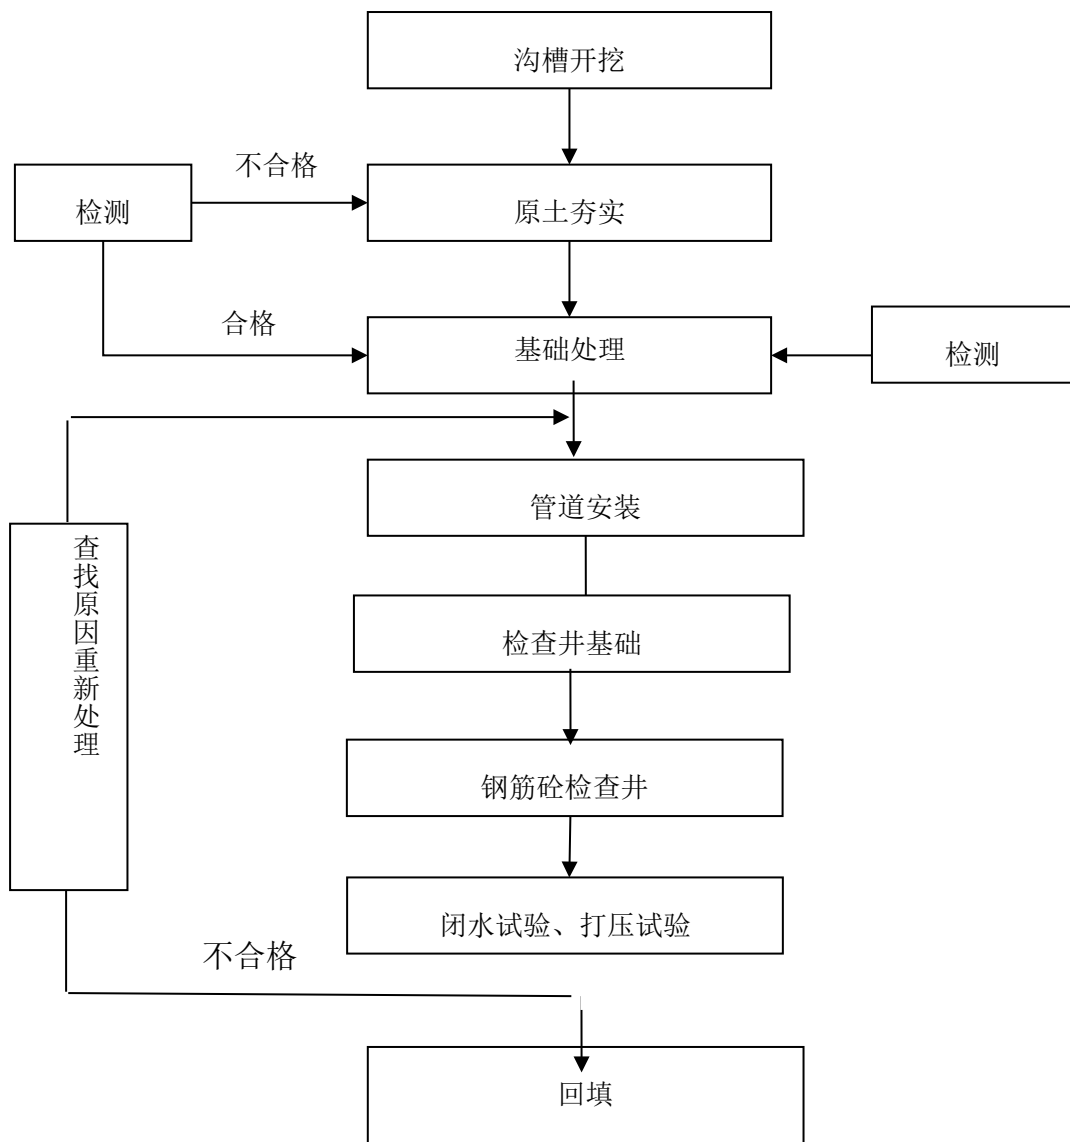 沟槽开挖
不合格
检测
原土夯实
合格
基础处理
检测
管道安装
查找原因重新处理
检查井基础
钢筋砼检查井
闭水试验、打压试验
不合格
回填